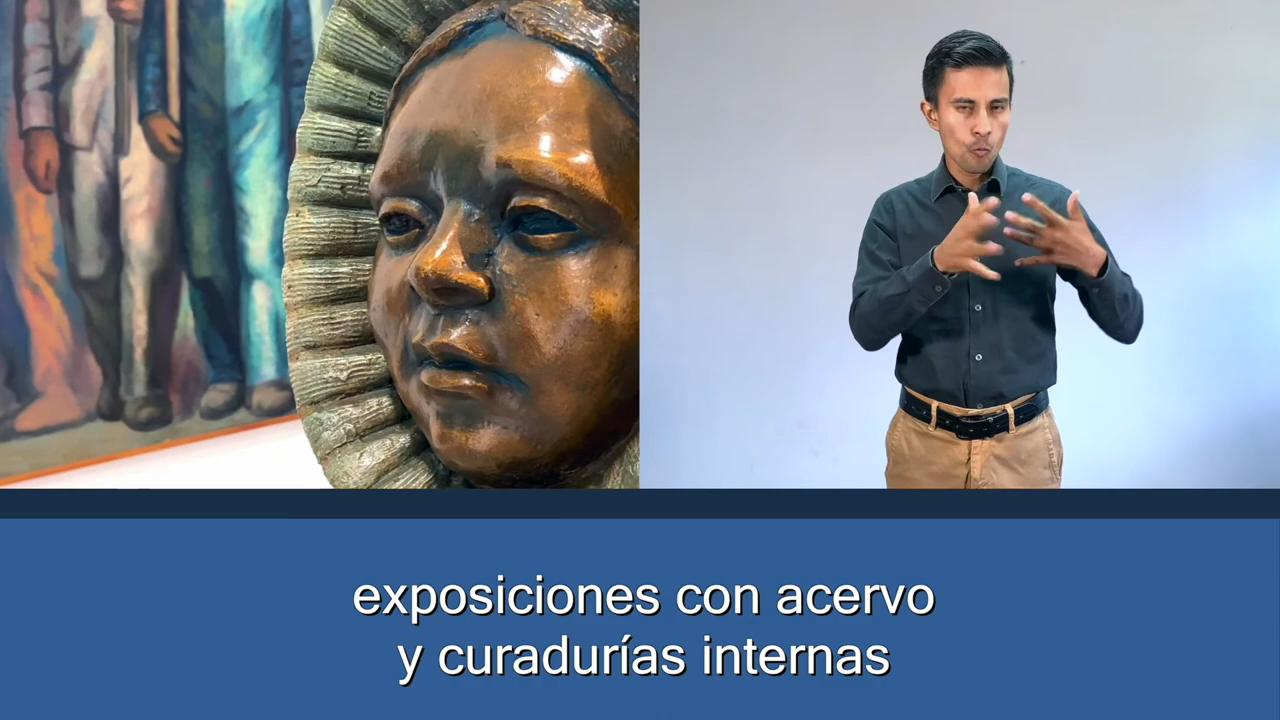 exposiciones con acervo
y curadurías internas